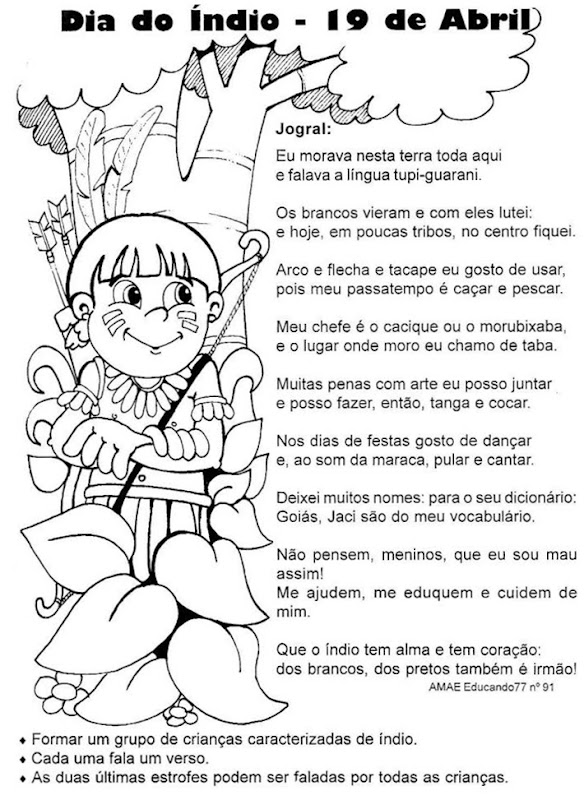 Dia do Índio - 19 de Abril
Jogral:
Eu morava nesta terra toda aqui
e falava a língua tupi-guarani.
Os brancos vieram e com eles lutei:
e hoje, em poucas tribos, no centro fiquei.
Arco e flecha e tacape eu gosto de usar,
pois meu passatempo é caçar e pescar.
Meu chefe é o cacique ou o morubixaba,
e o lugar onde moro eu chamo de taba.
Muitas penas com arte eu posso juntar
e posso fazer, então, tanga e cocar.
Nos dias de festas gosto de dançar
e, ao som da maraca, pular e cantar.
Deixei muitos nomes: para o seu dicionário:
Goiás, Jaci são do meu vocabulário.
Não pensem, meninos, que eu sou mau
assim!
Me ajudem, me eduquem e cuidem de
mim.
Que o índio tem alma e tem coração:
dos brancos, dos pretos também é irmão!
AMAE Educando77 nº 91
♦ Formar um grupo de crianças caracterizadas de índio.
♦ Cada uma fala um verso.
♦ As duas últimas estrofes podem ser faladas por todas as crianças.